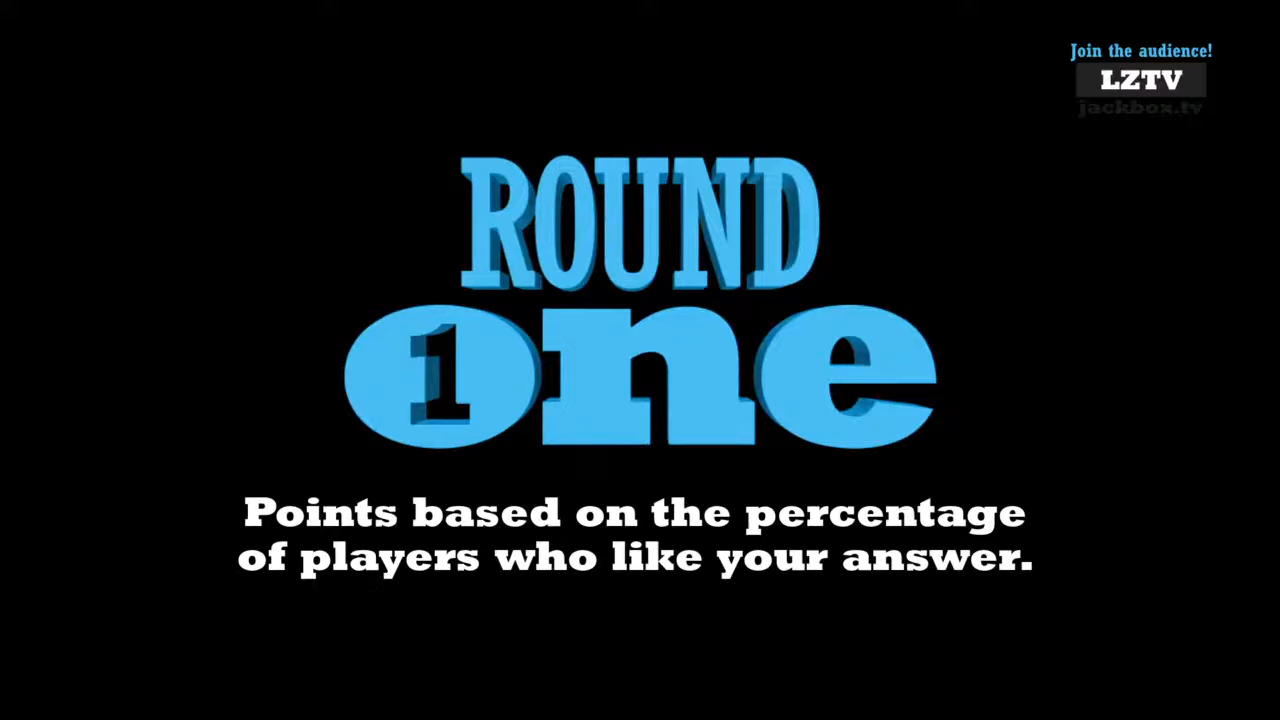 Join the audience!
LZTV
jackbox.tv
ROUND
One
1
Points based on the percentage
of players who like your answer.